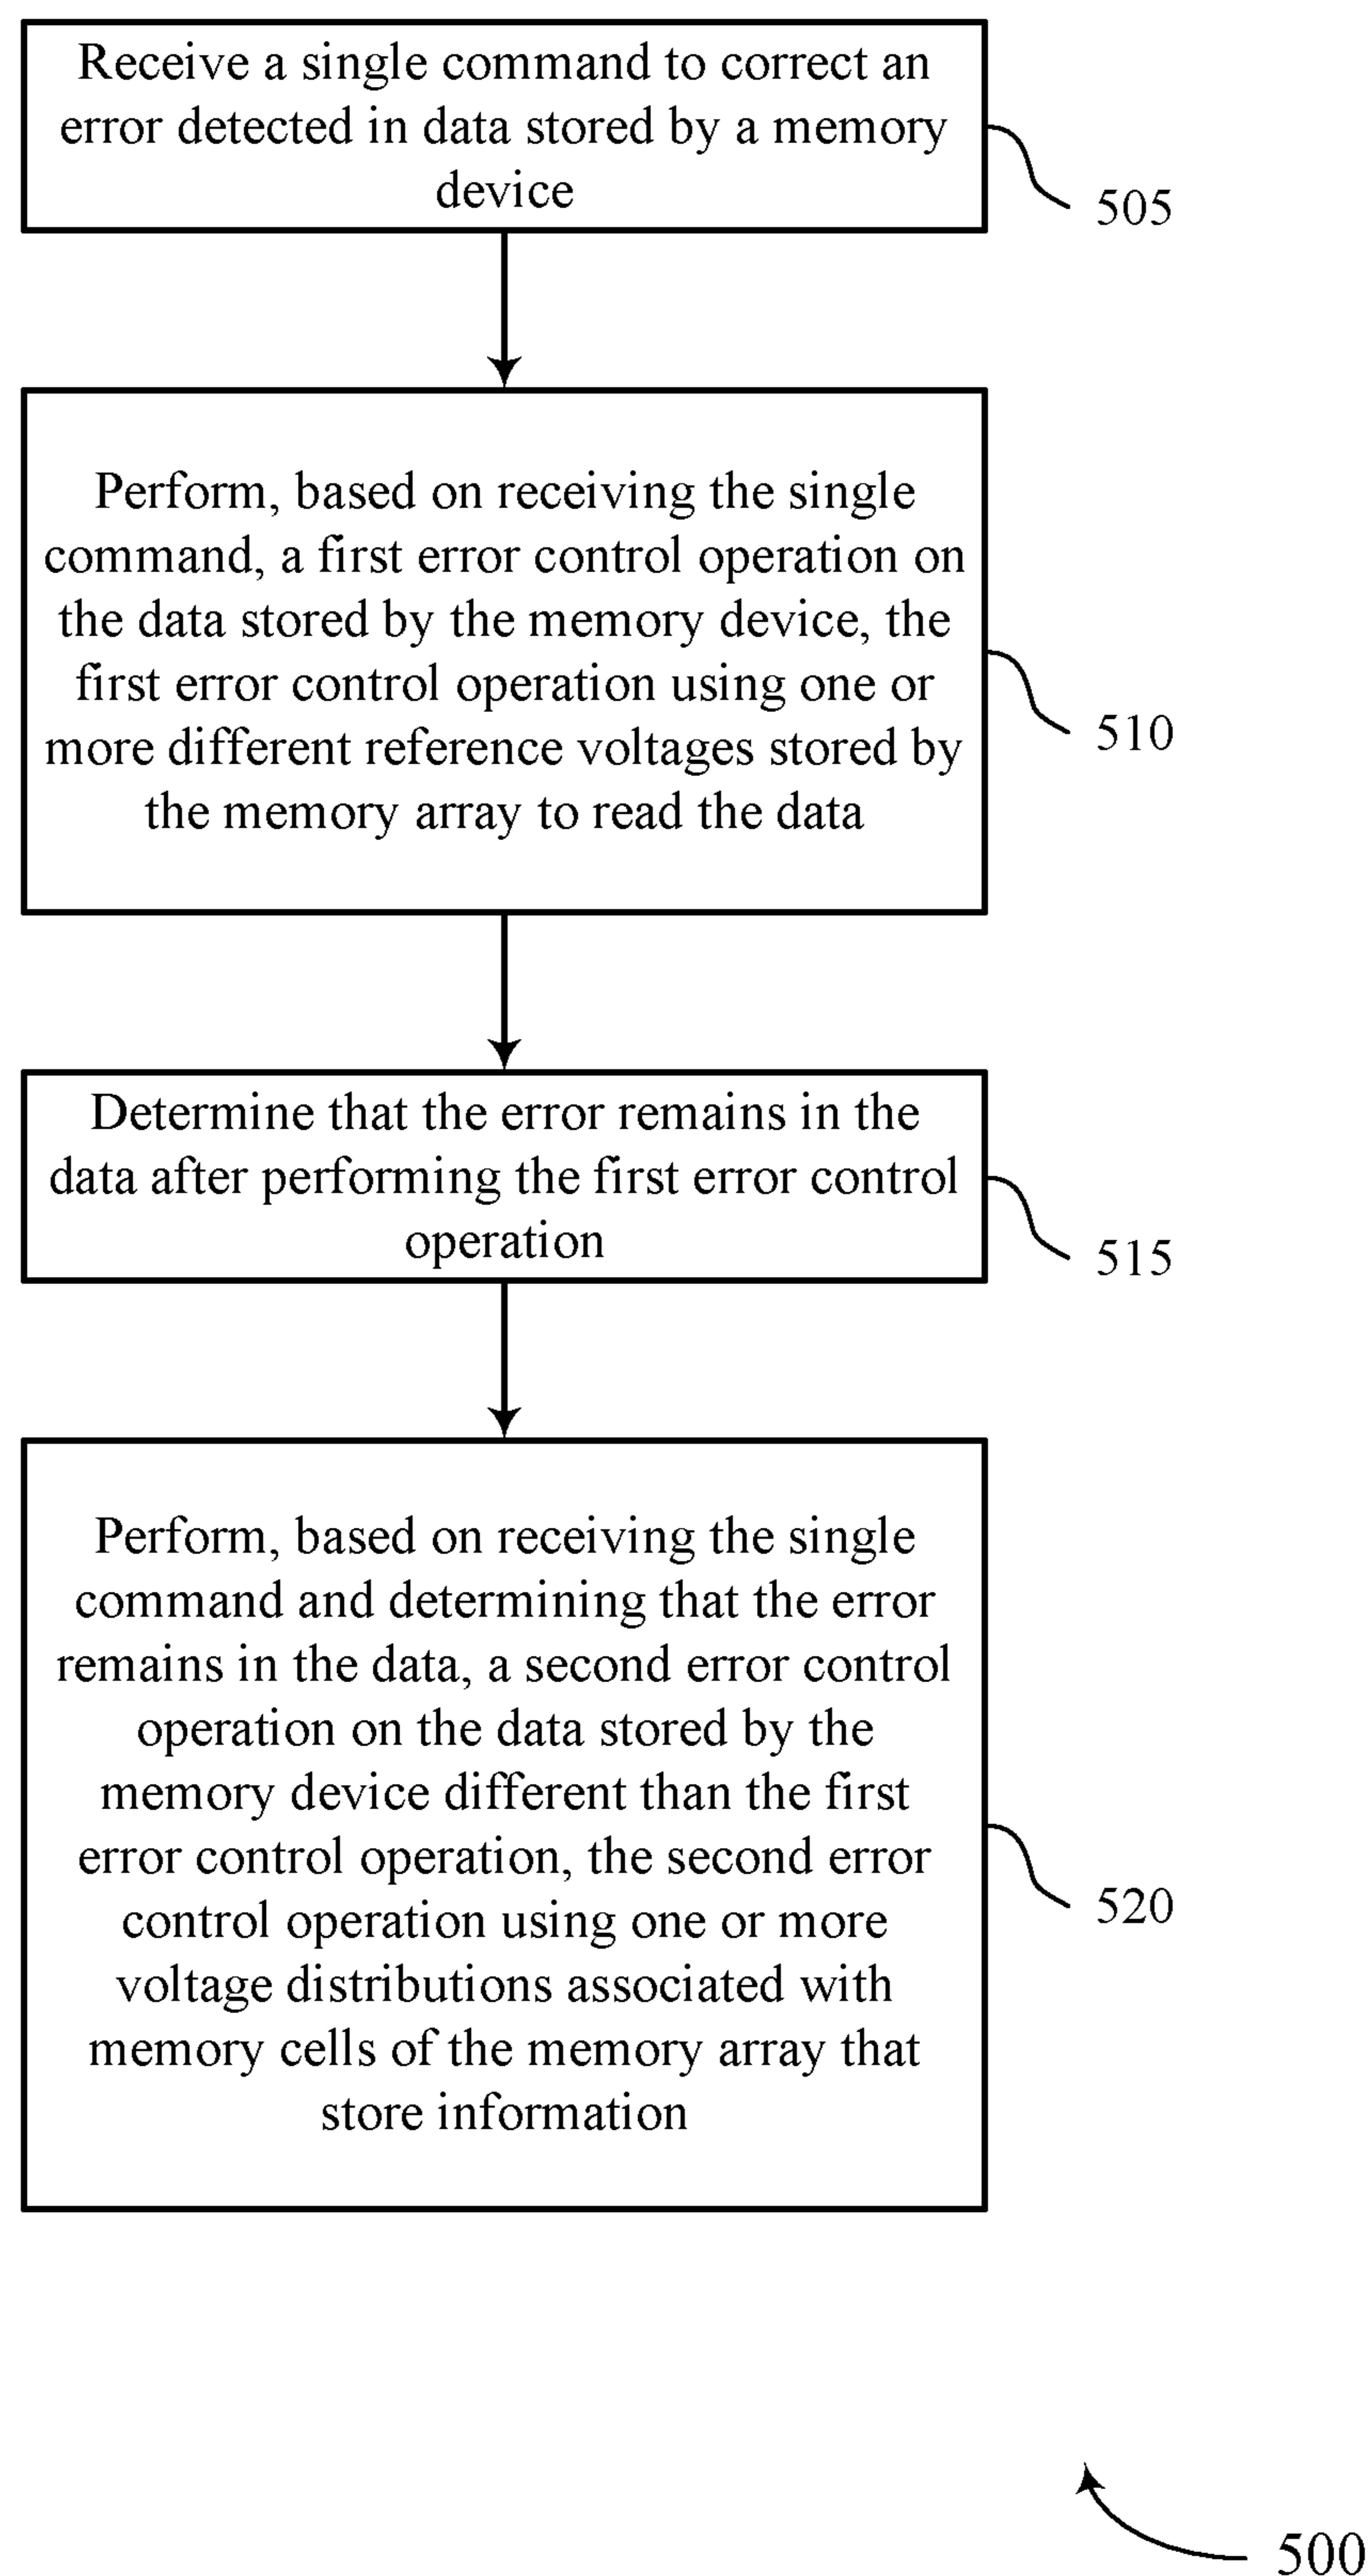 Receive a single command to correct an
error detected in data stored by a memory
device
505
Perform, based on receiving the single
command, a first error control operation on
the data stored by the memory device, the
first error control operation using one or
more different reference voltages stored by
the memory array to read the data
510
Determine that the error remains in the
data after performing the first error control
operation
515
Perform, based on receiving the single
command and determining that the error
remains in the data, a second error control
operation on the data stored by the
memory device different than the first
error control operation, the second error
control operation using one or more
voltage distributions associated with
memory cells of the memory array that
store information
520
500